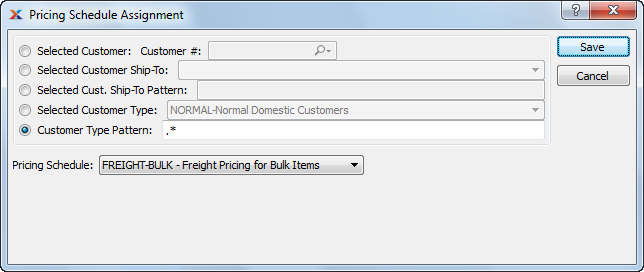 Pricing Schedule Assignment
Selected Customer: Customer #:
Save
Selected Customer Ship-To:
Cancel
Selected Cust. Ship-To Pattern:
Selected Customer Type: NORMAL-Normal Domestic Customers
Customer Type Pattern: .*
Pricing Schedule: FREIGHT-BULK - Freight Pricing for Bulk Items